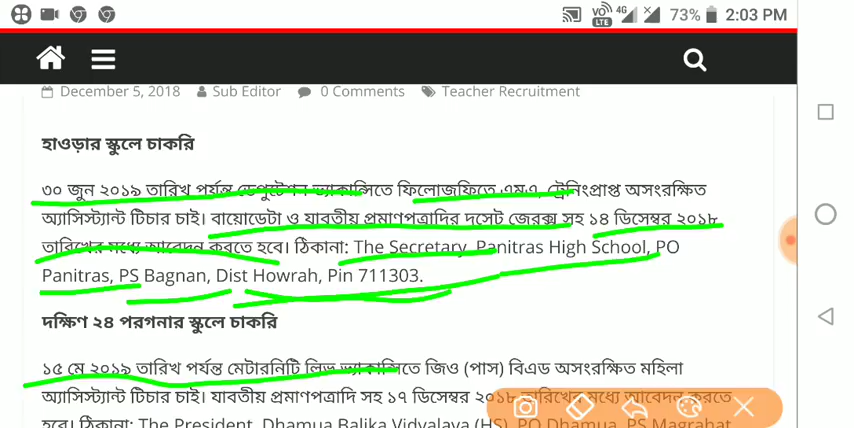 VO LTE 4G 73% 2:03 PM
December 5, 2018 Sub Editor 0 Comments Teacher Recruitment
হাওড়ার স্কুলে চাকরি
৩০ জুন ২০১৯ তারিখ পর্যন্ত ডেপুটেশন ভ্যাকান্সিতে ফিলোজফিতে এমএ, ট্রেনিংপ্রাপ্ত অসংরক্ষিত
অ্যাসিস্ট্যান্ট টিচার চাই। বায়োডেটা ও যাবতীয় প্রমাণপত্রাদির দসেট জেরক্স সহ ১৪ ডিসেম্বর ২০১৮
তারিখের মধ্যে আবেদন করতে হবে। ঠিকানা: The Secretary, Panitras High School, PO
Panitras, PS Bagnan, Dist Howrah, Pin 711303.
দক্ষিণ ২৪ পরগনার স্কুলে চাকরি
১৫ মে ২০১৯ তারিখ পর্যন্ত মেটারনিটি লিভ ভ্যাকান্সিতে জিও (পাস) বিএড অসংরক্ষিত মহিলা
অ্যাসিস্ট্যান্ট টিচার চাই। যাবতীয় প্রমাণপত্রাদি সহ ১৭ ডিসেম্বর ২০১৮ তারিখের মধ্যে আবেদন করতে
হবে। ঠিকানা: The President, Dhamua Balika Vidyalaya (HS), PO Dhamua, PS Magrahat